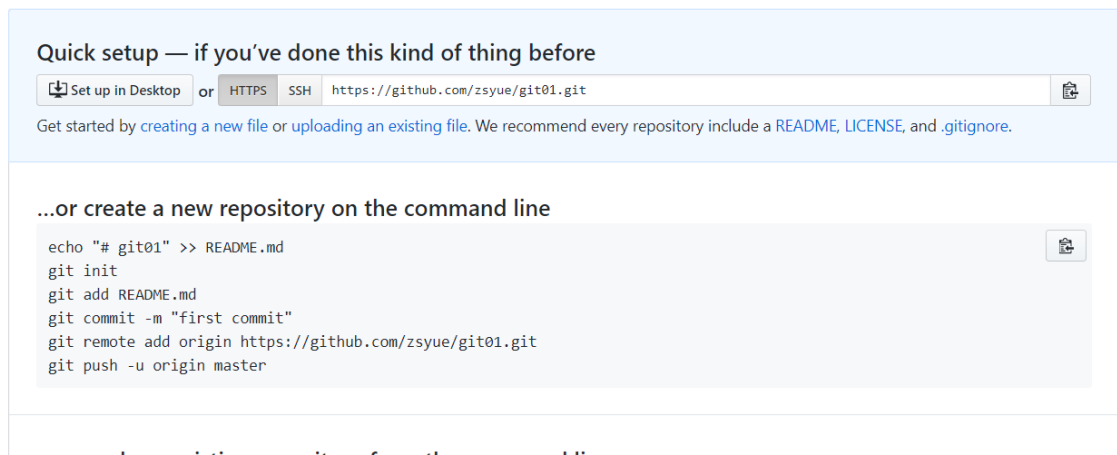 Quick setup — if you’ve done this kind of thing before
Set up in Desktop or HTTPS SSH https://github.com/zsyue/git01.git
Get started by creating a new file or uploading an existing file. We recommend every repository include a README, LICENSE, and .gitignore.
…or create a new repository on the command line
echo "# git01" >> README.md
git init
git add README.md
git commit -m "first commit"
git remote add origin https://github.com/zsyue/git01.git
git push -u origin master